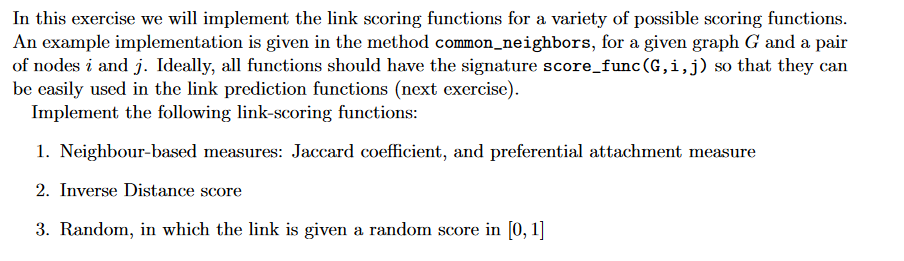 In this exercise we will implement the link scoring functions for a variety of possible scoring functions.
An example implementation is given in the method common_neighbors, for a given graph G and a pair
of nodes i and j. Ideally, all functions should have the signature score_func(G,i,j) so that they can
be easily used in the link prediction functions (next exercise).
Implement the following link-scoring functions:
1. Neighbour-based measures: Jaccard coefficient, and preferential attachment measure
2. Inverse Distance score
3. Random, in which the link is given a random score in [0, 1]